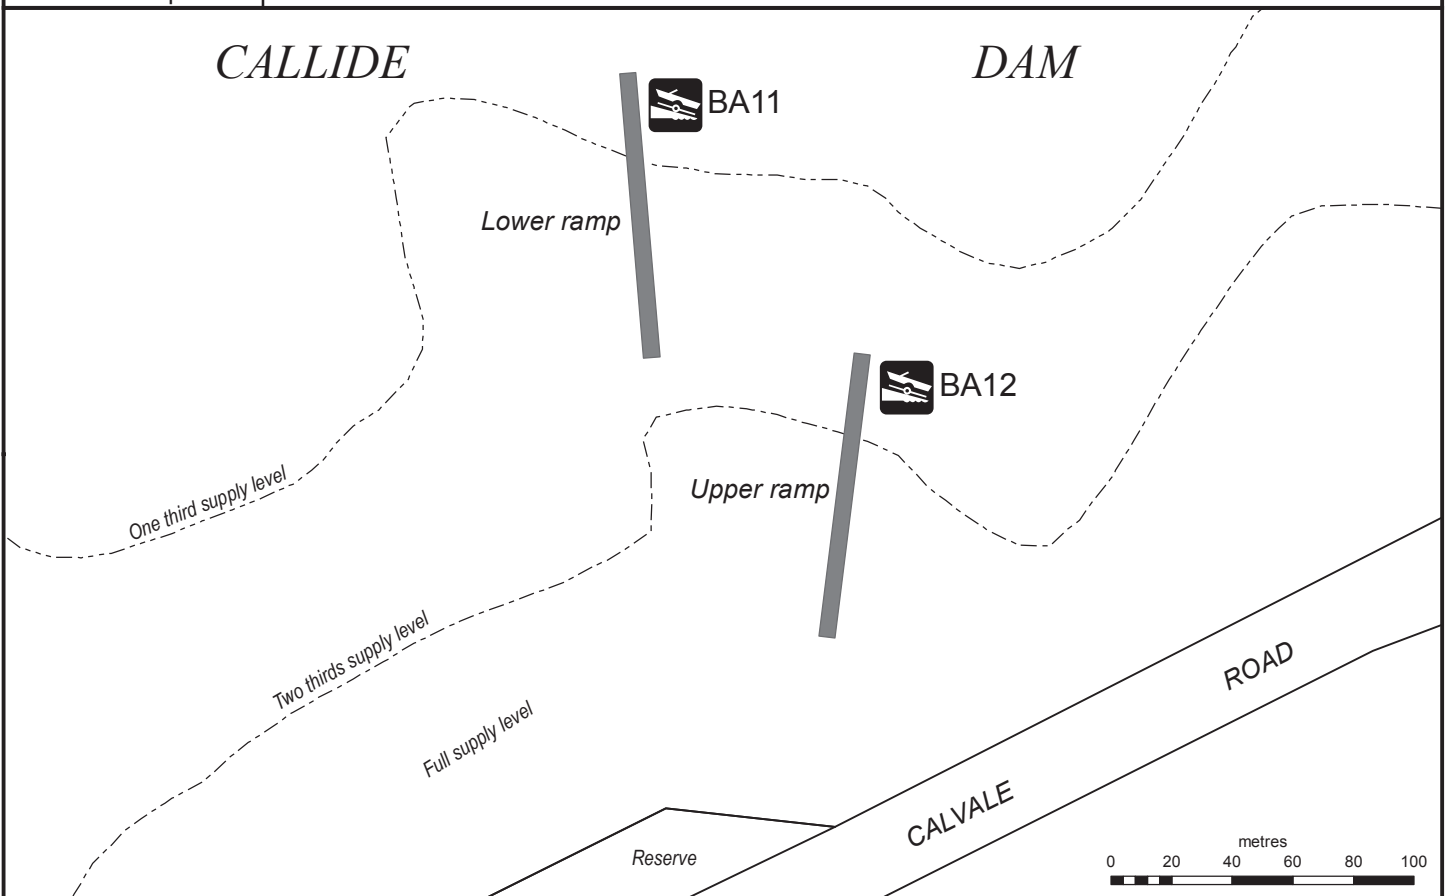 CALLIDE DAM
BA11
Lower ramp
BA12
Upper ramp
One third supply level
Two thirds supply level
Full supply level
CALVALE ROAD
Reserve
metres
0 20 40 60 80 100